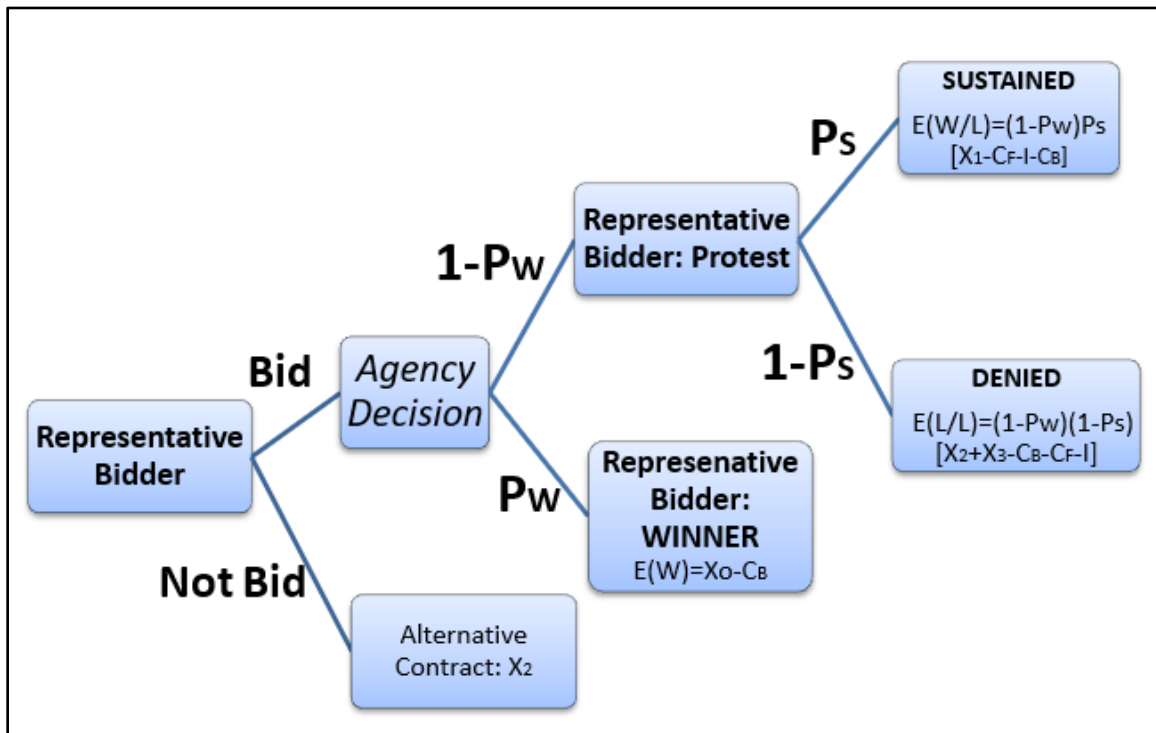 SUSTAINED
E(W/L)=(1-Pw)Ps
[X1-CF-I-CB]
Ps
Representative
Bidder: Protest
1-Pw
1-Ps
DENIED
E(L/L)=(1-Pw)(1-Ps)
[X2+X3-CB-CF-I]
Bid
Agency
Decision
Representative
Bidder
Pw
Represenative
Bidder:
WINNER
E(W)=Xo-CB
Not Bid
Alternative
Contract: X2